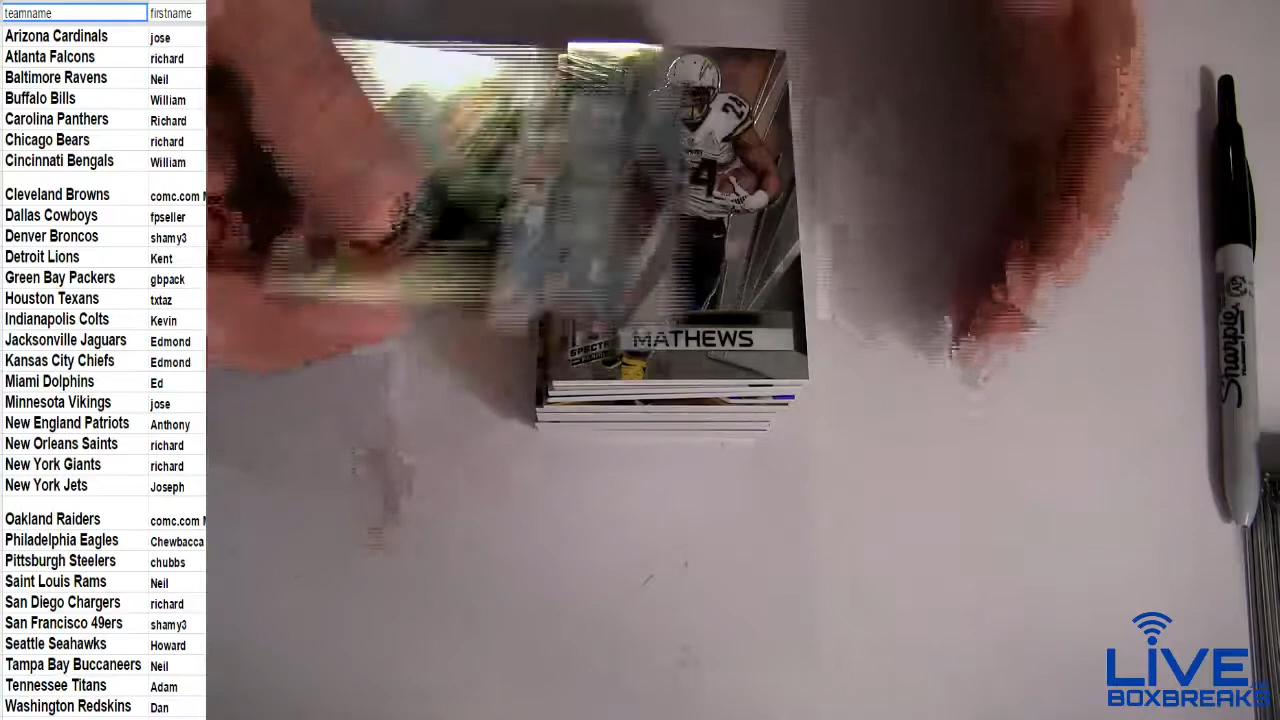 teamname firstname
Arizona Cardinals jose
Atlanta Falcons richard
Baltimore Ravens Neil
Buffalo Bills William
Carolina Panthers Richard
Chicago Bears richard
Cincinnati Bengals William
Cleveland Browns comc.com
Dallas Cowboys fpseller
Denver Broncos shamy3
Detroit Lions Kent
Green Bay Packers gbpack
Houston Texans txtaz
Indianapolis Colts Kevin
Jacksonville Jaguars Edmond
Kansas City Chiefs Edmond
Miami Dolphins Ed
Minnesota Vikings jose
New England Patriots Anthony
New Orleans Saints richard
New York Giants richard
New York Jets Joseph
Oakland Raiders comc.com
Philadelphia Eagles Chewbacca
Pittsburgh Steelers chubbs
Saint Louis Rams Neil
San Diego Chargers richard
San Francisco 49ers shamy3
Seattle Seahawks Howard
Tampa Bay Buccaneers Neil
Tennessee Titans Adam
Washington Redskins Dan
24
MATHEWS
Sharpie
LIVE
BOXBREAKS